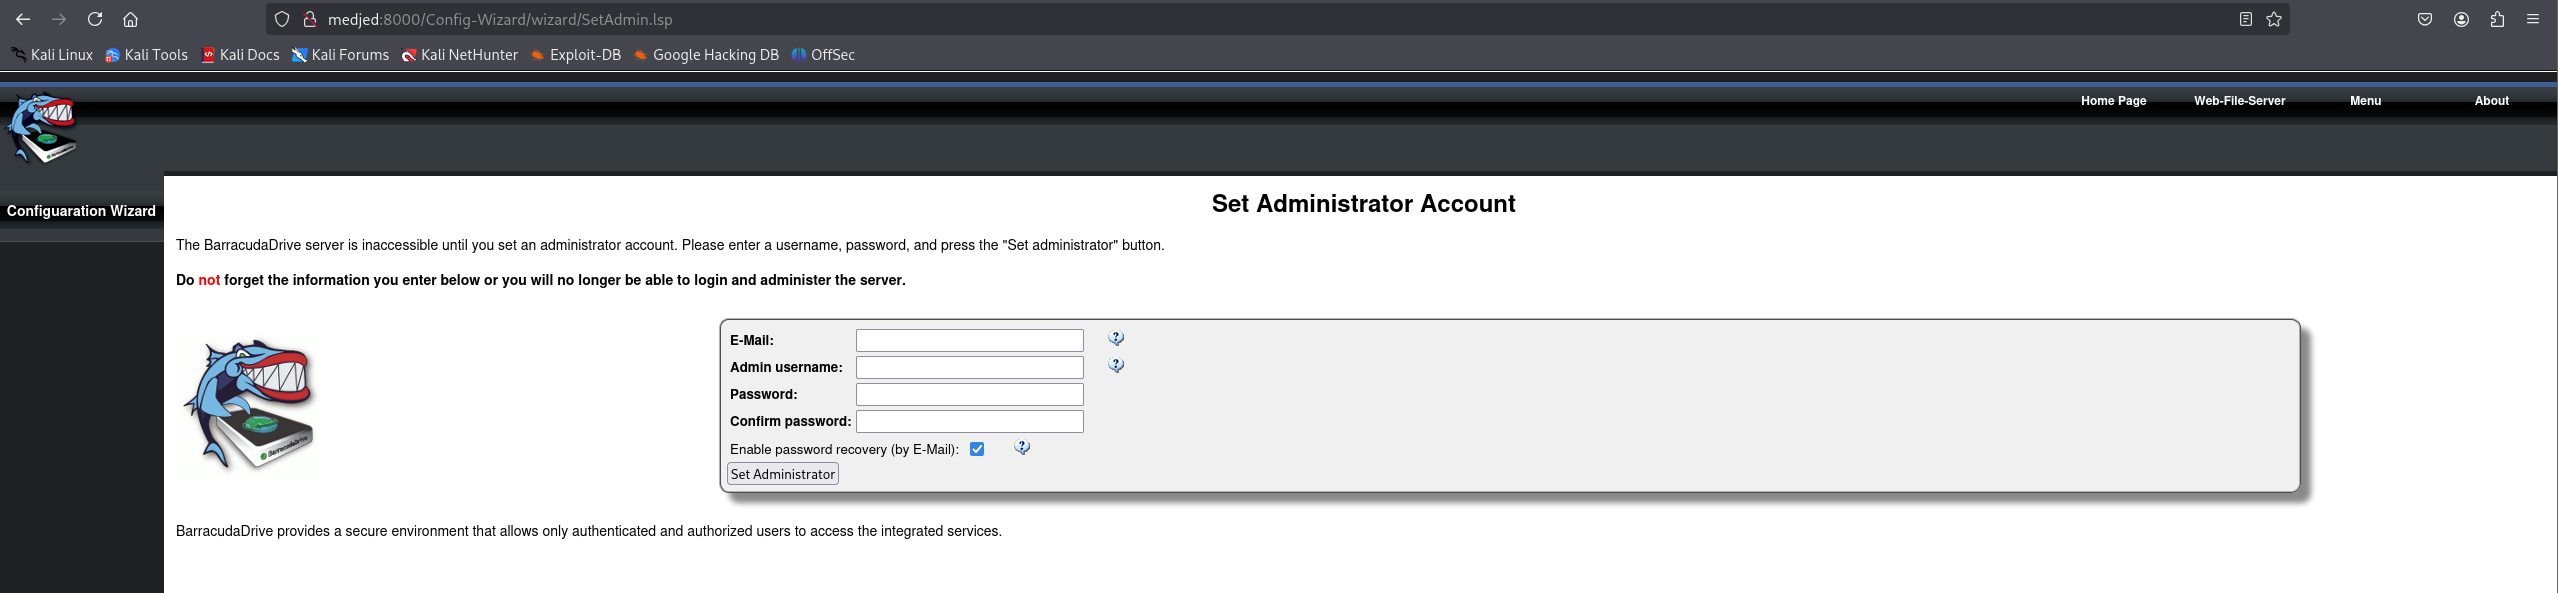 medjed:8000/Config-Wizard/wizard/SetAdmin.lsp
Kali Linux Kali Tools Kali Docs Kali Forums Kali NetHunter Exploit-DB Google Hacking DB OffSec
Home Page Web-File-Server Menu About
Configuaration Wizard
Set Administrator Account
The BarracudaDrive server is inaccessible until you set an administrator account. Please enter a username, password, and press the "Set administrator" button.
Do not forget the information you enter below or you will no longer be able to login and administer the server.
E-Mail:
Admin username:
Password:
Confirm password:
Enable password recovery (by E-Mail):
Set Administrator
BarracudaDrive
BarracudaDrive provides a secure environment that allows only authenticated and authorized users to access the integrated services.